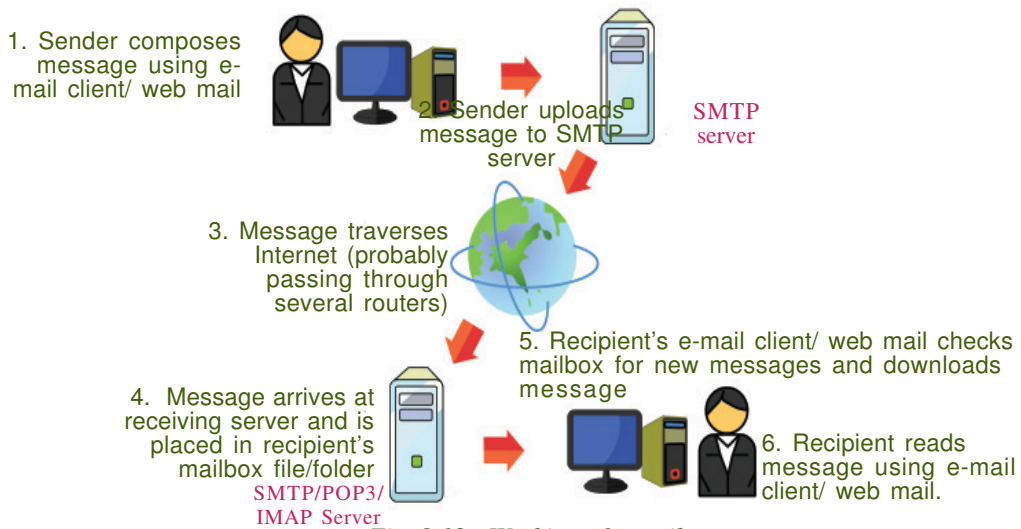 1. Sender composes
message using e-
mail client/ web mail
2. Sender uploads
message to SMTP
server
SMTP
server
3. Message traverses
Internet (probably
passing through
several routers)
4. Message arrives at
receiving server and is
placed in recipient's
mailbox file/folder
SMTP/POP3/
IMAP Server
5. Recipient's e-mail client/ web mail checks
mailbox for new messages and downloads
message
6. Recipient reads
message using e-mail
client/ web mail.